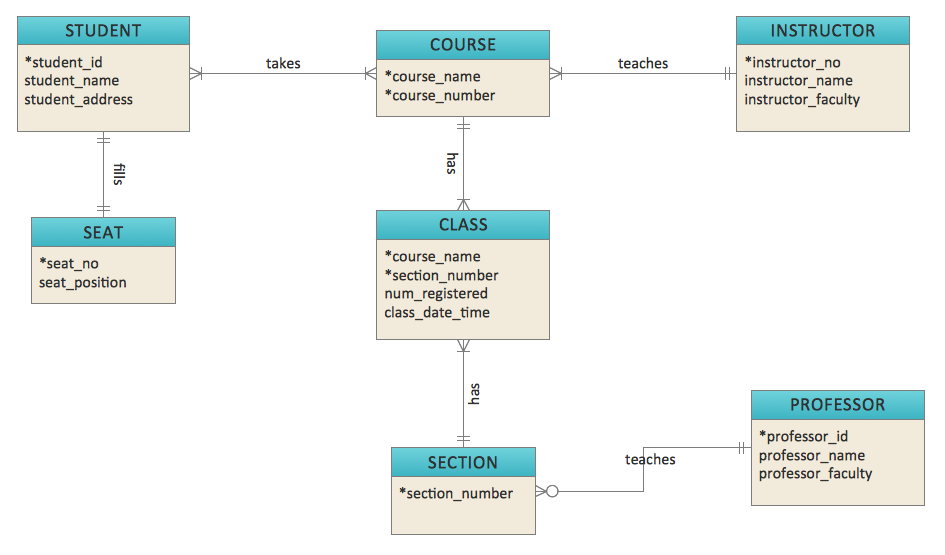 STUDENT
*student_id
student_name
student_address
takes
COURSE
*course_name
*course_number
teaches
INSTRUCTOR
*instructor_no
instructor_name
instructor_faculty
fills
has
SEAT
*seat_no
seat_position
CLASS
*course_name
*section_number
num_registered
class_date_time
has
SECTION
*section_number
teaches
PROFESSOR
*professor_id
professor_name
professor_faculty